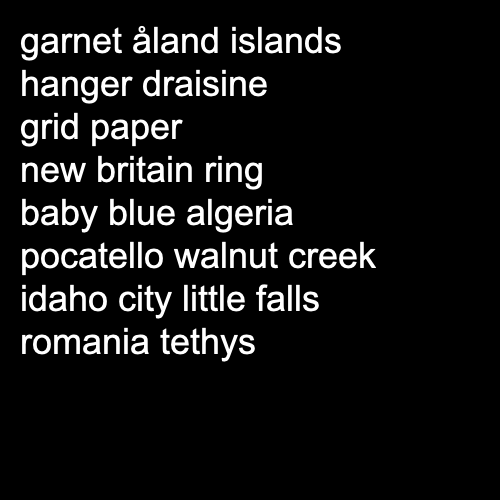 garnet åland islands
hanger draisine
grid paper
new britain ring
baby blue algeria
pocatello walnut creek
idaho city little falls
romania tethys